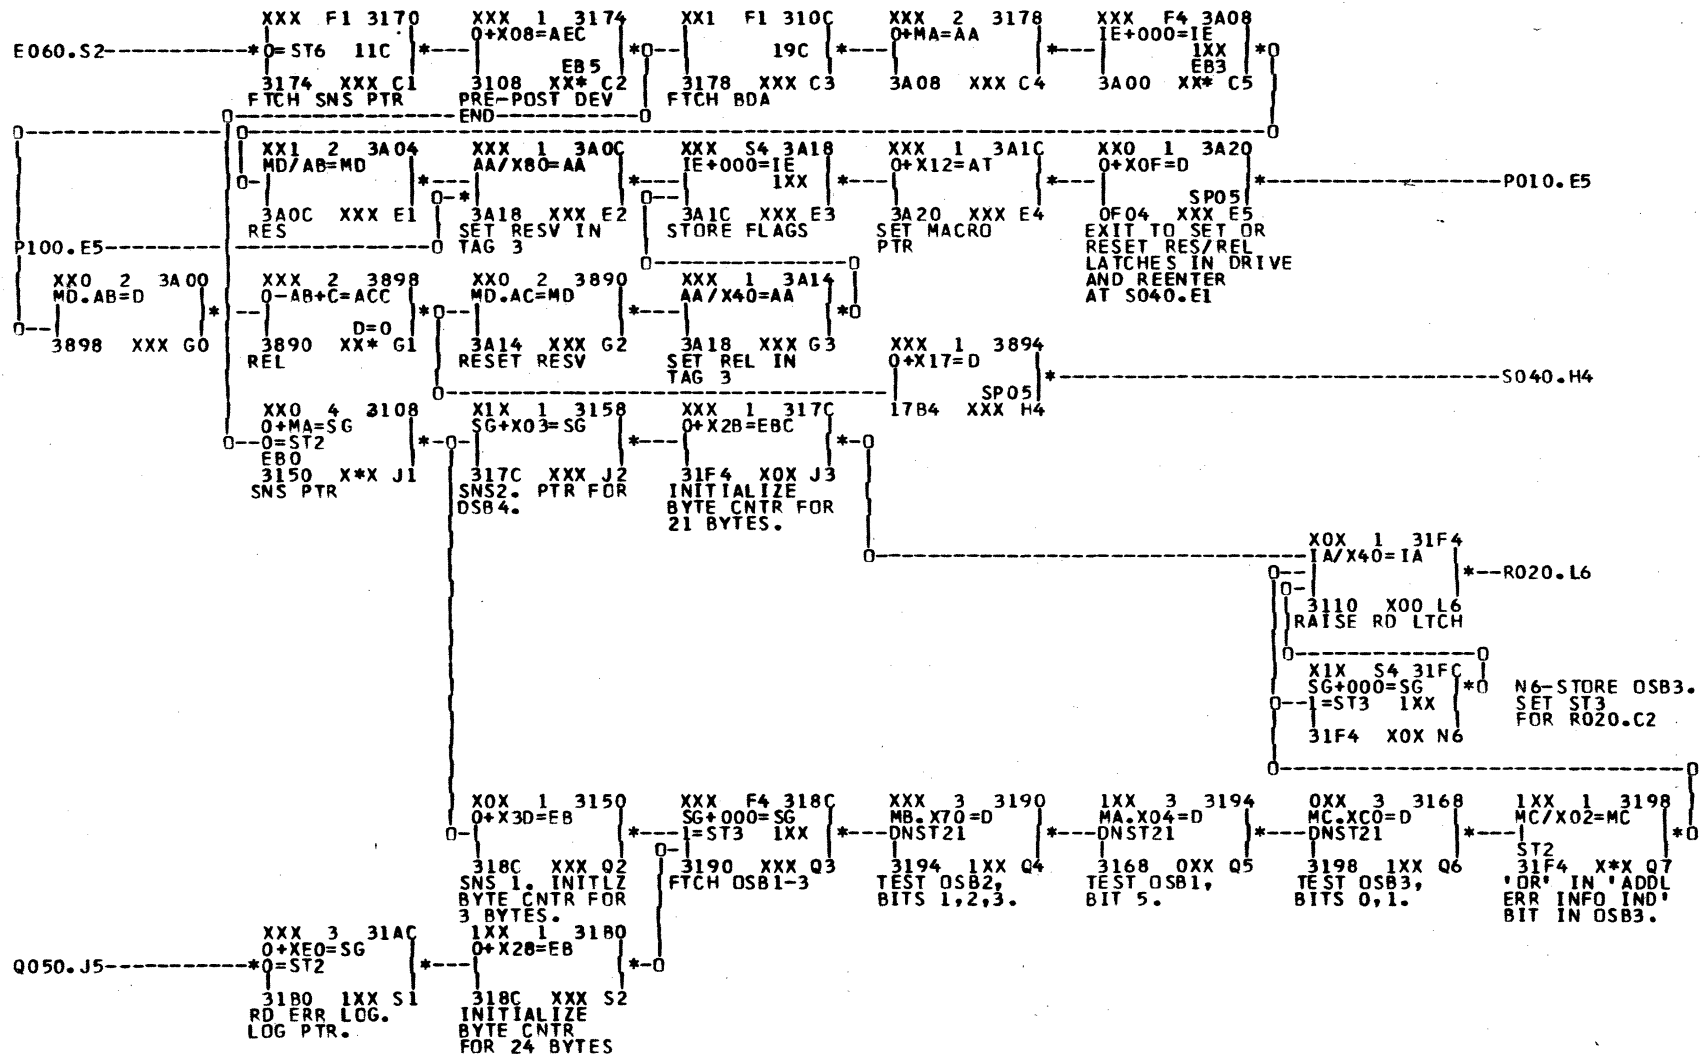 XXX F1 3170 XXX 1 3174 XX1 F1 310C XXX 2 3178 XXX F4 3A08
0+X08=AEC 0+MA=AA IE+000=IE
E060.S2 *0=ST6 11C *-- *0-- 19C *-- *-- 1XX *0
EB5 EB3
3174 XXX C1 3108 XX* C2 3178 XXX C3 3A08 XXX C4 3A00 XX* C5
FTCH SNS PTR PRE-POST DEV FTCH BDA
END
XX1 2 3A04 XXX 1 3A0C XXX S4 3A18 XXX 1 3A1C XX0 1 3A20
MD/AB=MD AA/X80=AA IE+000=IE 0+X12=AT 0+X0F=D
1XX P010.E5
SP05
3A0C XXX E1 3A18 XXX E2 3A1C XXX E3 3A20 XXX E4 0F04 XXX E5
RES SET RESV IN STORE FLAGS SET MACRO EXIT TO SET OR
P100.E5 TAG 3 PTR RESET RES/REL
LATCHES IN DRIVE
XX0 2 3A00 XXX 2 3898 XX0 2 3890 XXX 1 3A14 AND REENTER
MD.AB=D 0-AB+C=ACC MD.AC=MD AA/X40=AA AT S040.E1
D=0
3898 XXX G0 3890 XX* G1 3A14 XXX G2 3A18 XXX G3 XXX 1 3894
REL RESET RESV SET REL IN 0+X17=D
TAG 3 S040.H4
SP05
XX0 4 3108 X1X 1 3158 XXX 1 317C 17B4 XXX H4
0+MA=SG SG+X03=SG 0+X2B=EBC
0=ST2
EB0
3150 X*X J1 317C XXX J2 31F4 X0X J3
SNS PTR SNS2. PTR FOR INITIALIZE
OSB4. BYTE CNTR FOR
21 BYTES.
X0X 1 31F4
IA/X40=IA
*--R020.L6
3110 X00 L6
RAISE RD LTCH
X1X S4 31FC
SG+000=SG *0 N6-STORE OSB3.
1=ST3 1XX SET ST3
FOR R020.C2
31F4 X0X N6
X0X 1 3150 XXX F4 318C XXX 3 3190 1XX 3 3194 0XX 3 3168 1XX 1 3198
0+X3D=EB SG+000=SG MB.X70=D MA.X04=D MC.XC0=D MC/X02=MC
1=ST3 1XX DNST21 DNST21 DNST21
ST2
318C XXX Q2 3190 XXX Q3 3194 1XX Q4 3168 0XX Q5 3198 1XX Q6 31F4 X*X Q7
SNS 1. INITLZ FTCH OSB1-3 TEST OSB2, TEST OSB1, TEST OSB3, 'OR' IN 'ADDL
BYTE CNTR FOR BITS 1,2,3. BIT 5. BITS 0,1. ERR INFO IND'
3 BYTES. BIT IN OSB3.
XXX 3 31AC 1XX 1 31B0
0+XE0=SG 0+X28=EB
Q050.J5 *0=ST2 *-- *-0
31B0 1XX S1 318C XXX S2
RD ERR LOG. INITIALIZE
LOG PTR. BYTE CNTR
FOR 24 BYTES